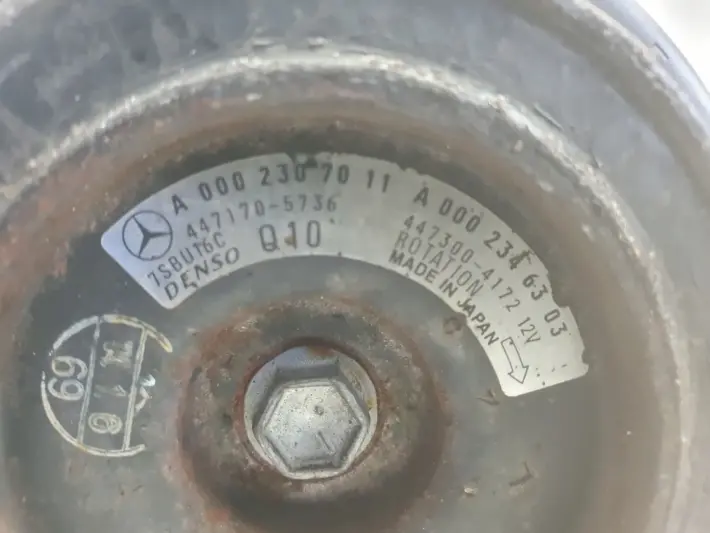 A 000 230 70 11 A 000 234 63 03
447170-5736 447300-4172 12V
7SBU16C Q10 ROTATION
DENSO MADE IN JAPAN
69